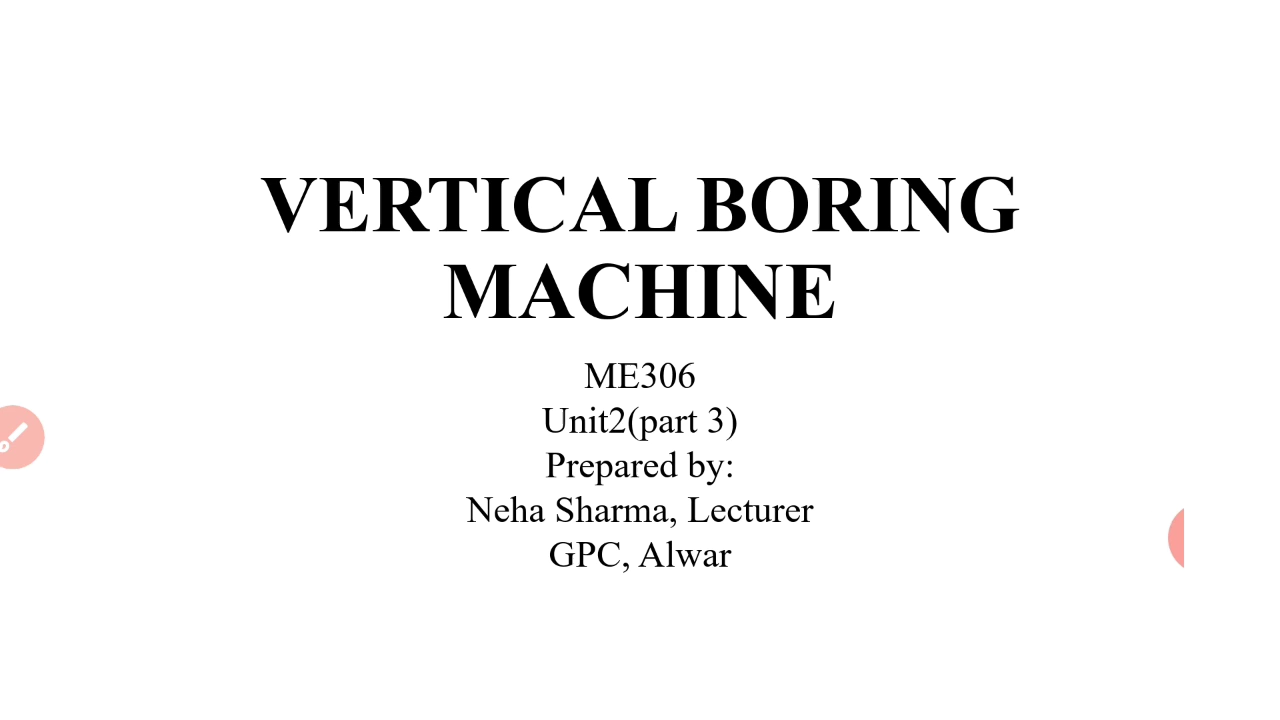 VERTICAL BORING
MACHINE
ME306
Unit2(part 3)
Prepared by:
Neha Sharma, Lecturer
GPC, Alwar